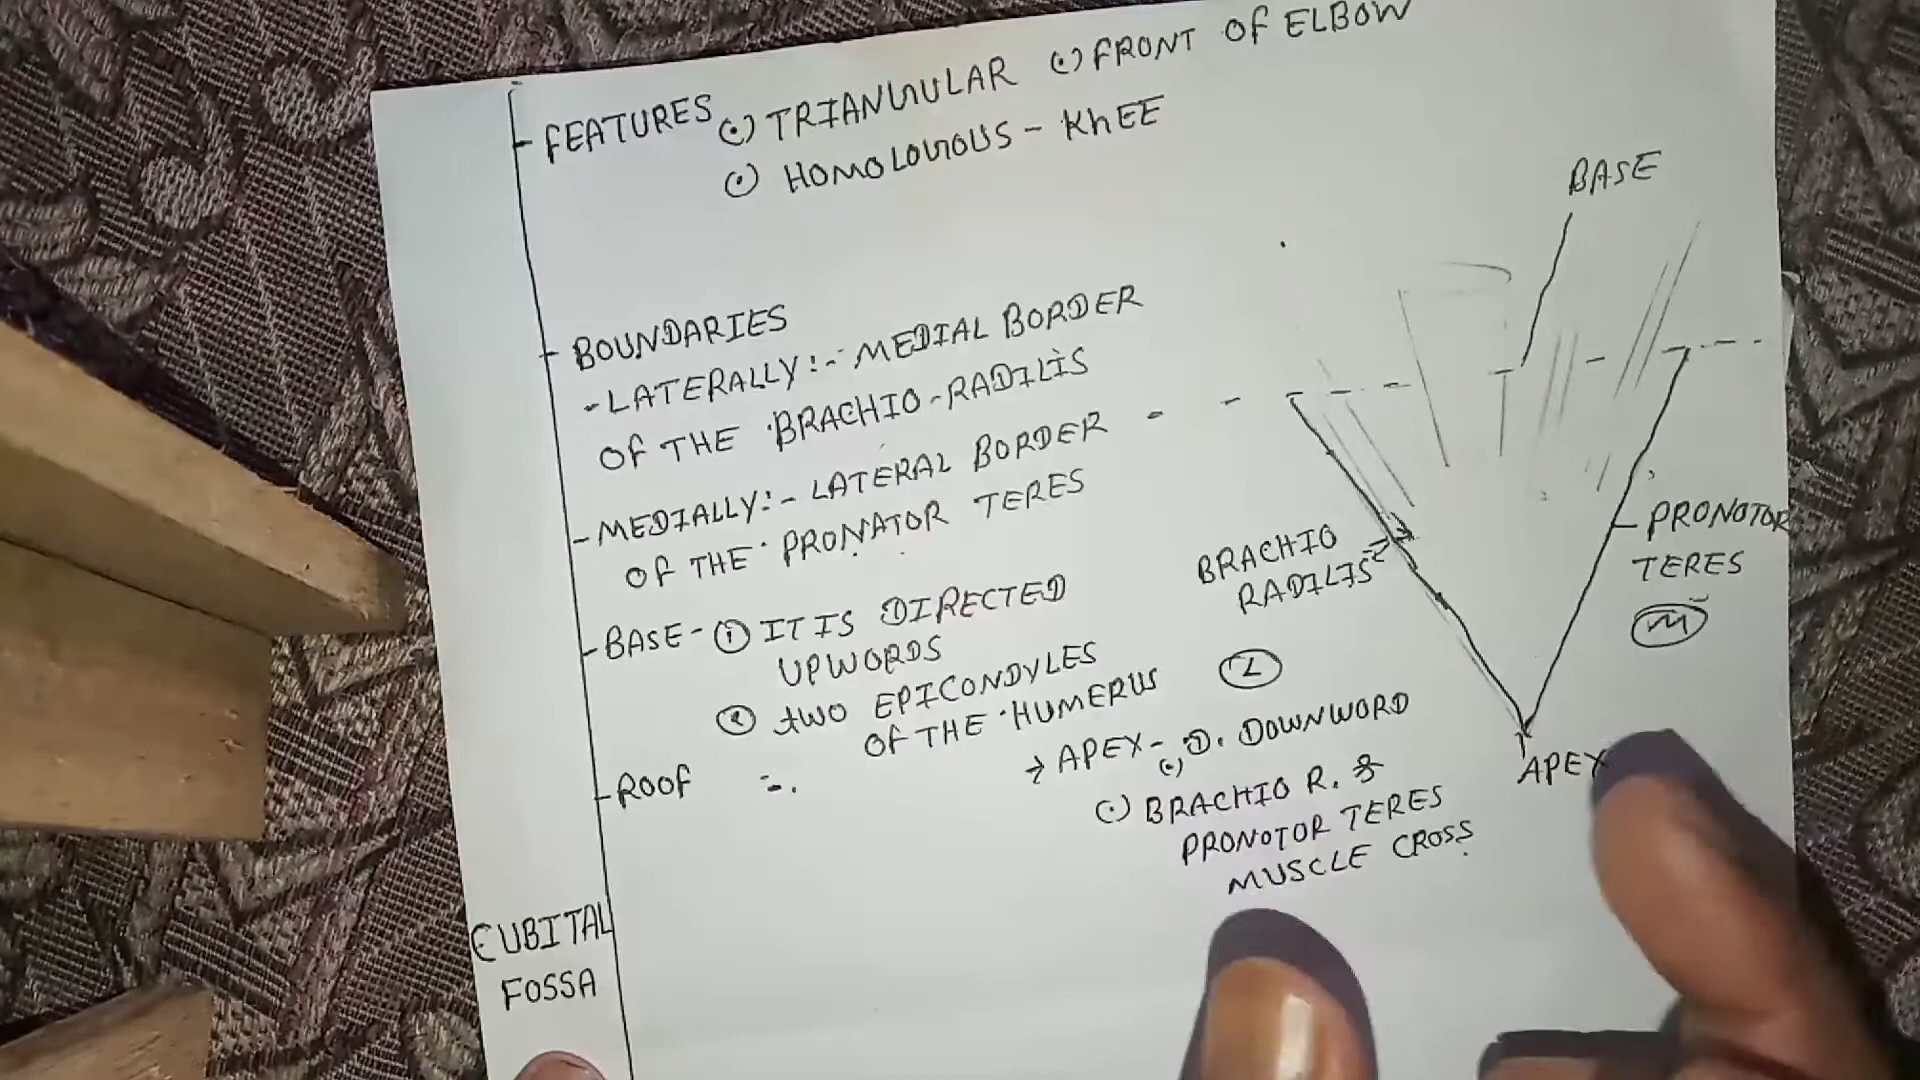 FEATURES (•) TRIANGULAR (•) FRONT OF ELBOW
(•) HOMOLOGOUS - KNEE
BASE
BOUNDARIES
- LATERALLY :- MEDIAL BORDER
OF THE BRACHIO-RADILIS
- MEDIALLY :- LATERAL BORDER
OF THE PRONATOR TERES
BRACHIO
RADILIS
PRONOTOR
TERES
M
BASE - ① IT IS DIRECTED
UPWORDS
② TWO EPICONDYLES
OF THE HUMERUS
L
ROOF :-.
→ APEX - (•) D. DOWNWORD
(•) BRACHIO R. &
PRONOTOR TERES
MUSCLE CROSS
APEX
CUBITAL
FOSSA